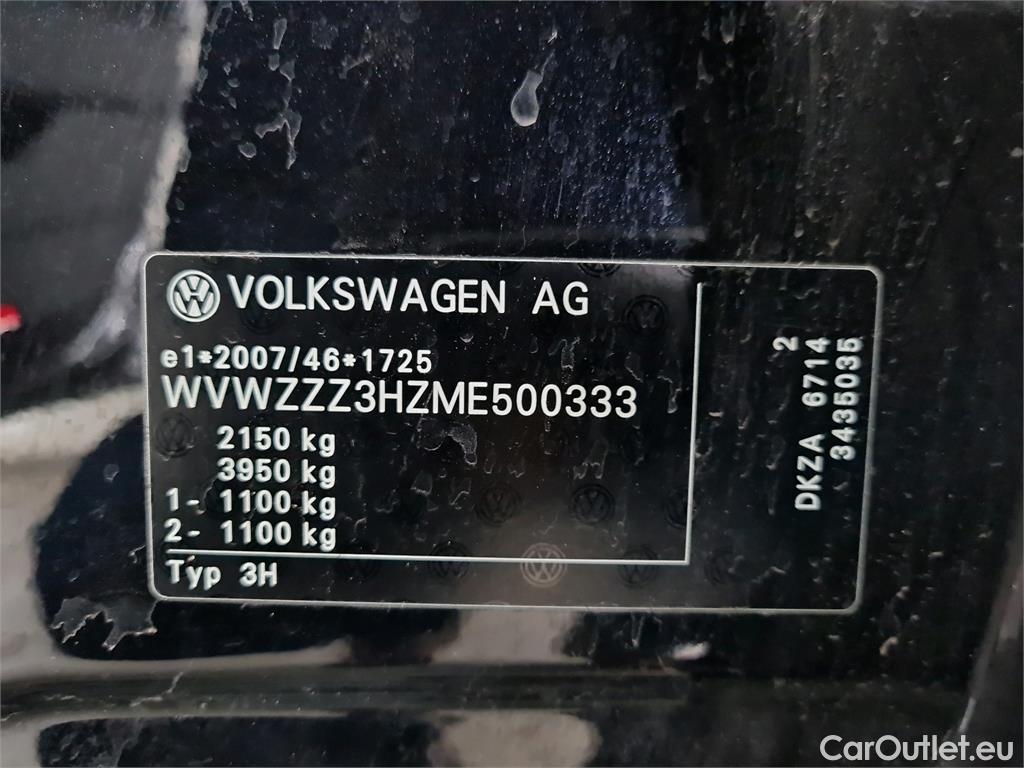 VOLKSWAGEN AG
e1*2007/46*1725
WVWZZZ3HZME500333
2150 kg
3950 kg
1- 1100 kg
2- 1100 kg
Typ 3H
2
DKZA 6714
3435035
CarOutlet.eu